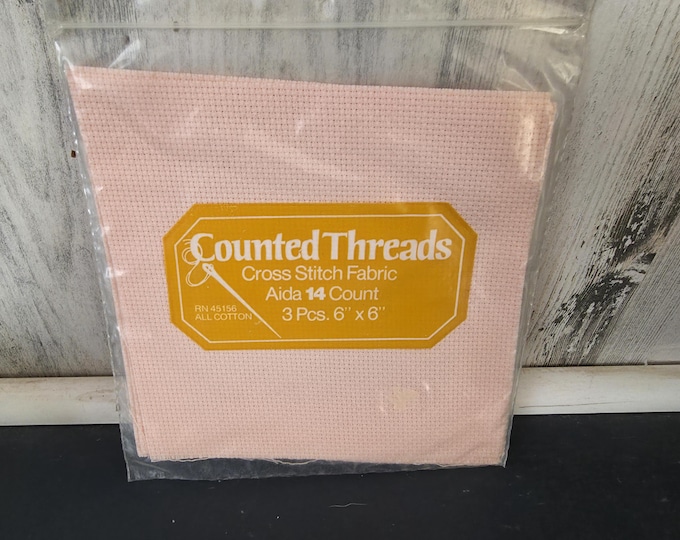 Counted Threads
Cross Stitch Fabric
Aida 14 Count
3 Pcs. 6" x 6"
RN 45156
ALL COTTON